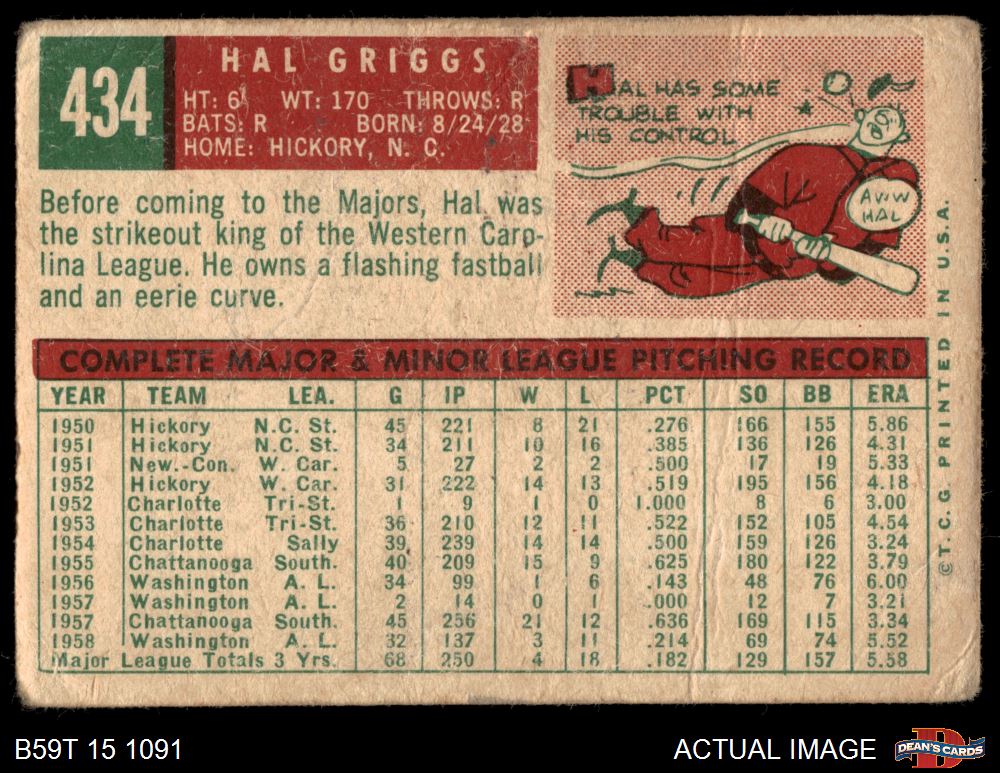 434
HAL GRIGGS
HT: 6' WT: 170 THROWS: R
BATS: R BORN: 8/24/28
HOME: HICKORY, N. C.
HAL HAS SOME
TROUBLE WITH
HIS CONTROL
AWW
HAL
Before coming to the Majors, Hal was
the strikeout king of the Western Caro-
lina League. He owns a flashing fastball
and an eerie curve.
COMPLETE MAJOR & MINOR LEAGUE PITCHING RECORD
YEAR TEAM LEA. G IP W L PCT SO BB ERA
1950 Hickory N.C. St. 45 221 8 21 .276 166 155 5.86
1951 Hickory N.C. St. 34 211 10 16 .385 136 126 4.31
1951 New.-Con. W. Car. 5 27 2 2 .500 17 19 5.33
1952 Hickory W. Car. 31 222 14 13 .519 195 156 4.18
1952 Charlotte Tri-St. 1 9 1 0 1.000 8 6 3.00
1953 Charlotte Tri-St. 36 210 12 11 .522 152 105 4.54
1954 Charlotte Sally 39 239 14 14 .500 159 126 3.24
1955 Chattanooga South. 40 209 15 9 .625 180 122 3.79
1956 Washington A. L. 34 99 1 6 .143 48 76 6.00
1957 Washington A. L. 2 14 0 1 .000 12 7 3.21
1957 Chattanooga South. 45 256 21 12 .636 169 115 3.34
1958 Washington A. L. 32 137 3 11 .214 69 74 5.52
Major League Totals 3 Yrs. 68 250 4 18 .182 129 157 5.58
© T. C. G. PRINTED IN U.S.A.
B59T 15 1091
ACTUAL IMAGE
D
DEAN'S CARDS